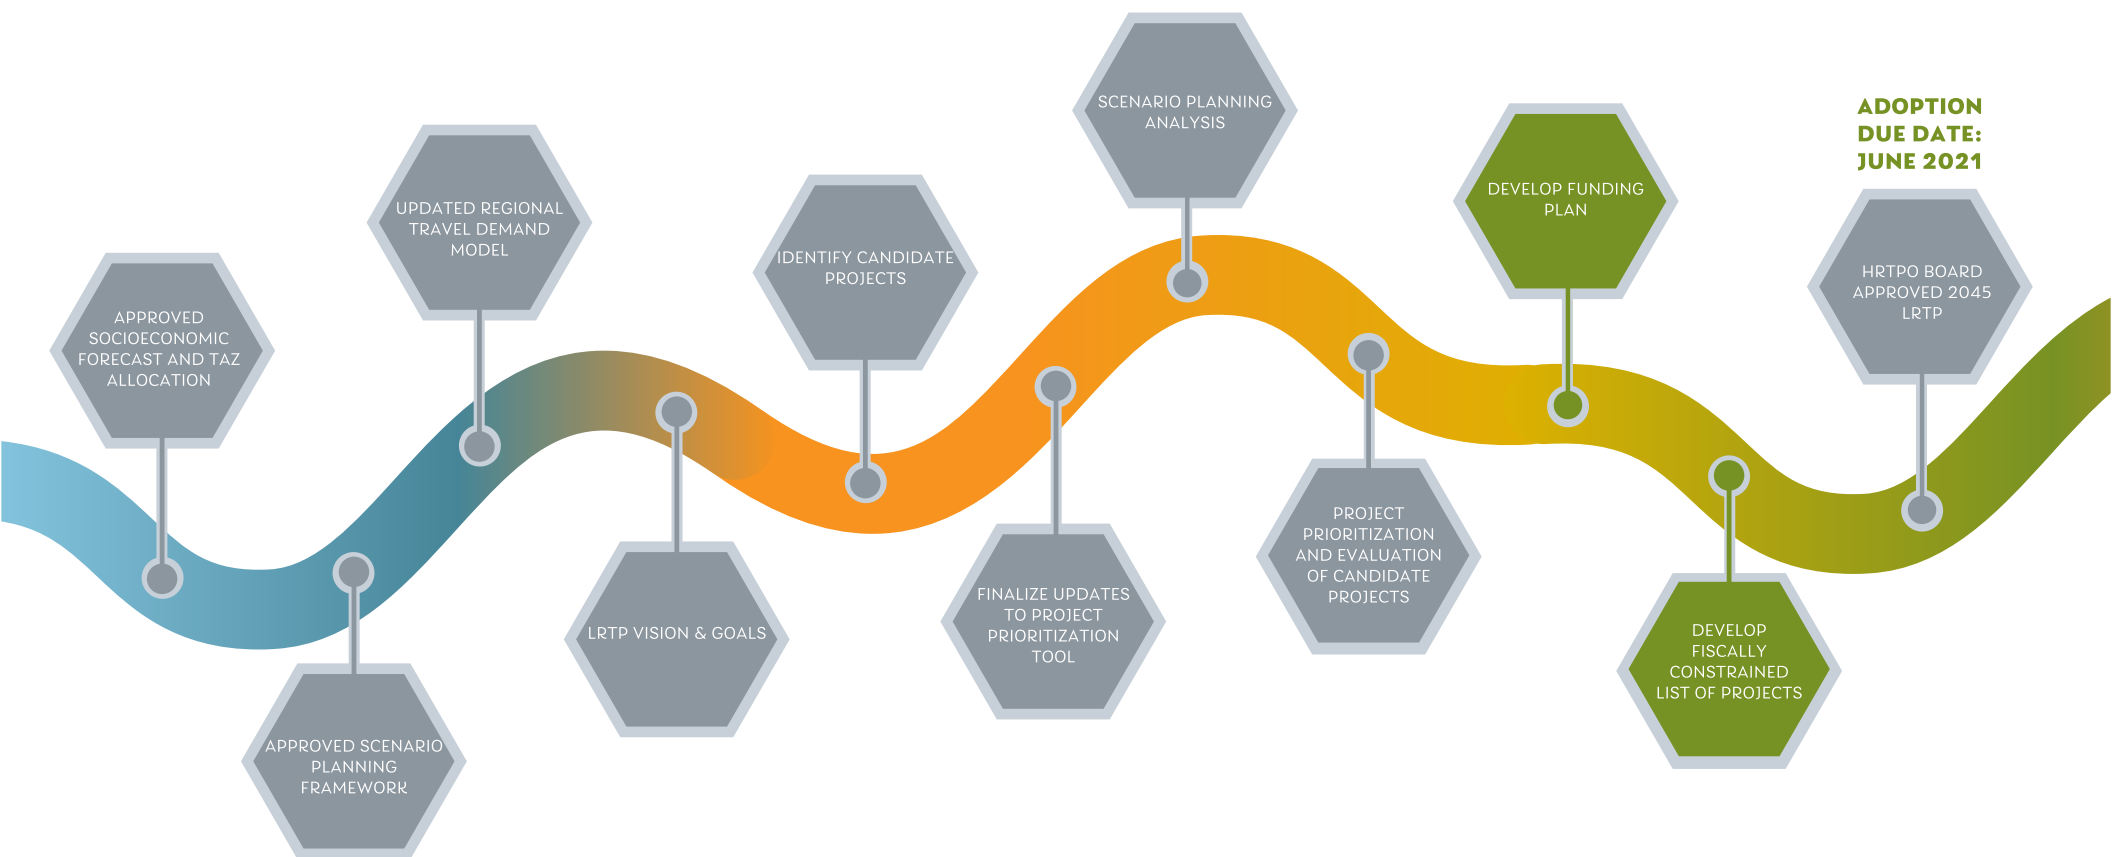 APPROVED
SOCIOECONOMIC
FORECAST AND TAZ
ALLOCATION
APPROVED SCENARIO
PLANNING
FRAMEWORK
UPDATED REGIONAL
TRAVEL DEMAND
MODEL
LRTP VISION & GOALS
IDENTIFY CANDIDATE
PROJECTS
FINALIZE UPDATES
TO PROJECT
PRIORITIZATION
TOOL
SCENARIO PLANNING
ANALYSIS
PROJECT
PRIORITIZATION
AND EVALUATION
OF CANDIDATE
PROJECTS
DEVELOP FUNDING
PLAN
DEVELOP
FISCALLY
CONSTRAINED
LIST OF PROJECTS
ADOPTION
DUE DATE:
JUNE 2021
HRTPO BOARD
APPROVED 2045
LRTP